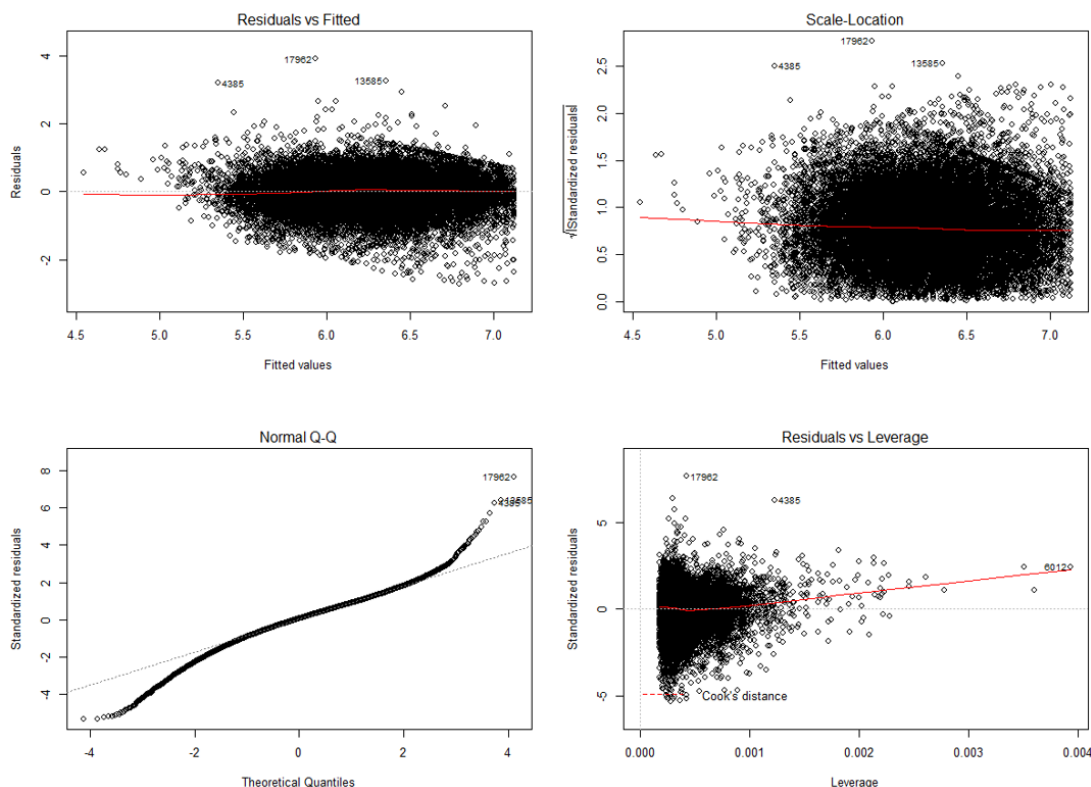 Residuals vs Fitted
Residuals
4
2
0
-2
17962
4385
13585
4.5 5.0 5.5 6.0 6.5 7.0
Fitted values
Scale-Location
√|Standardized residuals|
2.5
2.0
1.5
1.0
0.5
0.0
17962
4385
13585
4.5 5.0 5.5 6.0 6.5 7.0
Fitted values
Normal Q-Q
Standardized residuals
8
6
4
2
0
-2
-4
17962
13585
4385
-4 -2 0 2 4
Theoretical Quantiles
Residuals vs Leverage
Standardized residuals
5
0
-5
17962
4385
6012
Cook's distance
0.000 0.001 0.002 0.003 0.004
Leverage